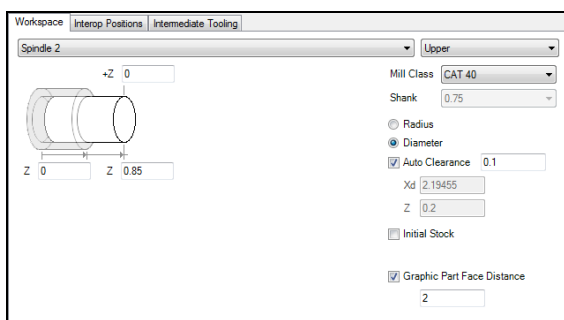 Workspace Interop Positions Intermediate Tooling
Spindle 2 Upper
+Z 0
Mill Class CAT 40
Shank 0.75
Radius
Diameter
Auto Clearance 0.1
Z 0 Z 0.85
Xd 2.19455
Z 0.2
Initial Stock
Graphic Part Face Distance
2